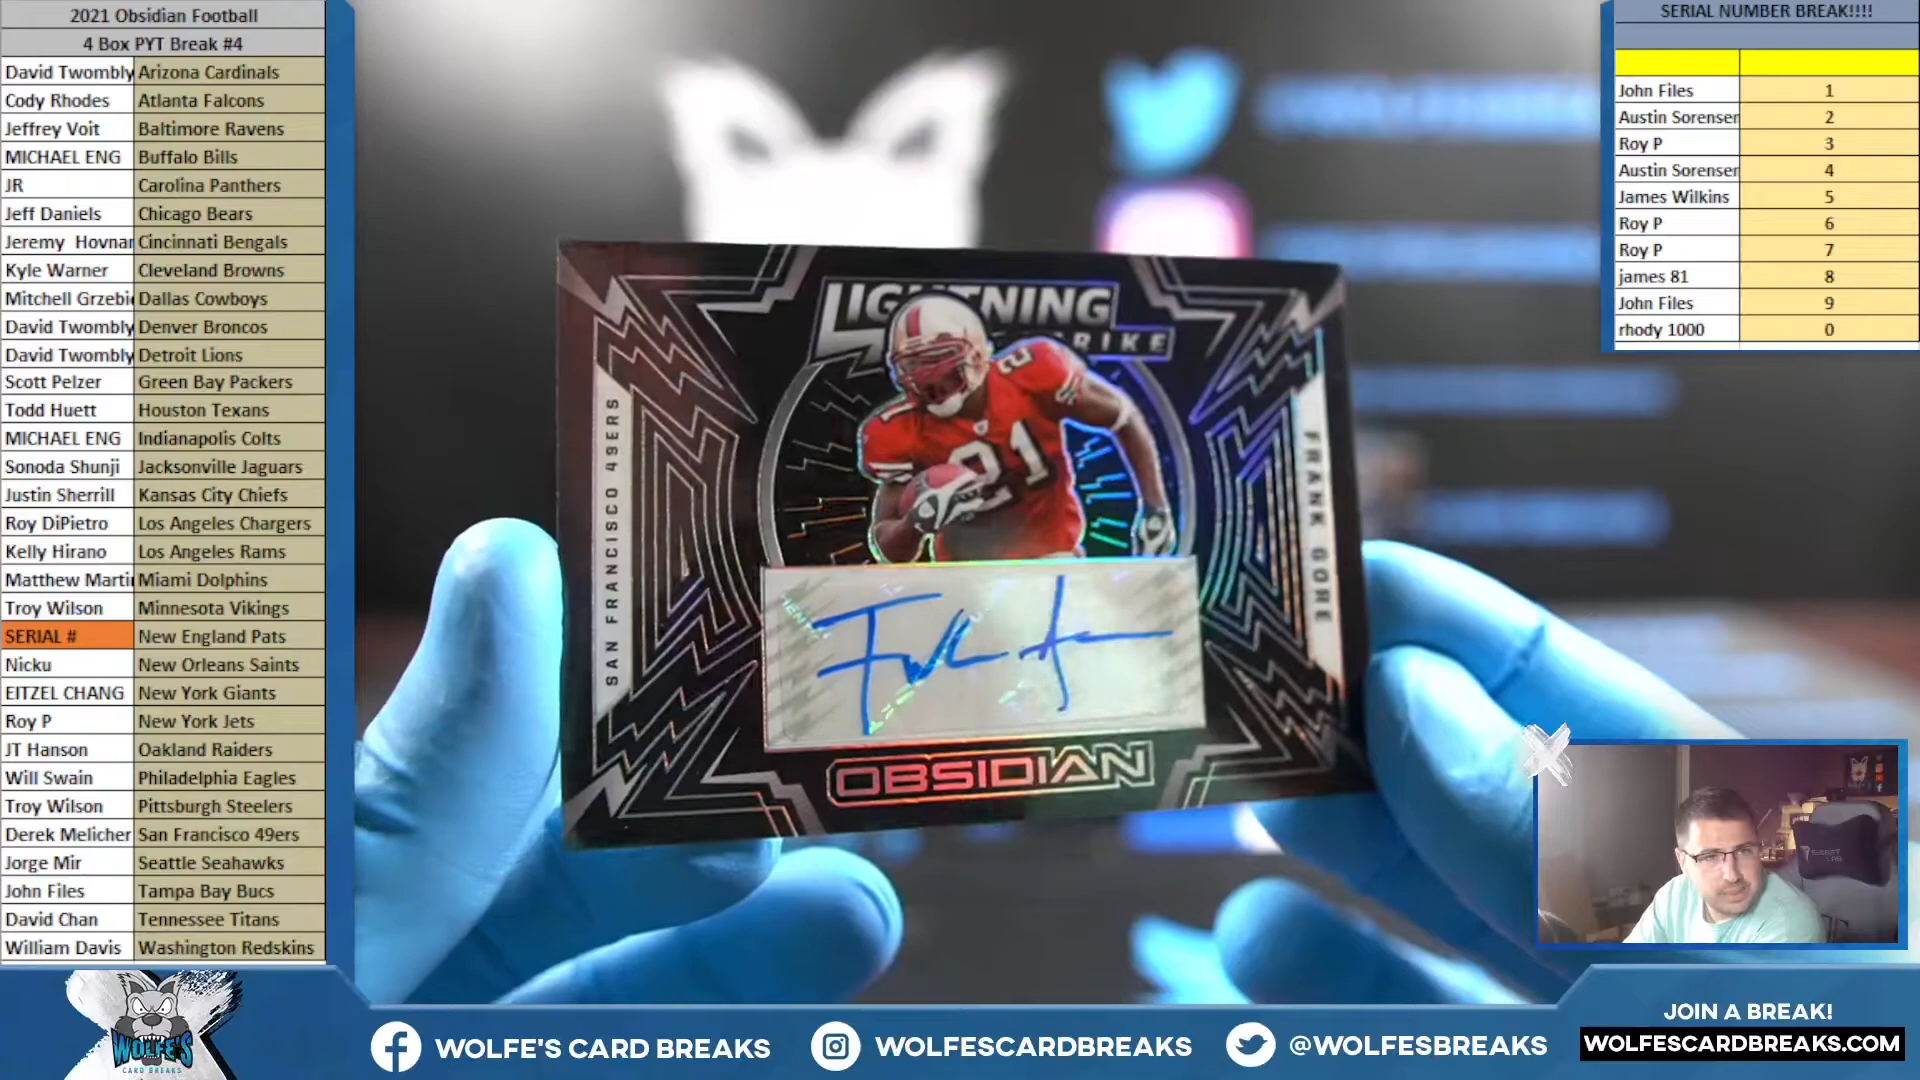 2021 Obsidian Football
4 Box PYT Break #4
David Twombly Arizona Cardinals
Cody Rhodes Atlanta Falcons
Jeffrey Voit Baltimore Ravens
MICHAEL ENG Buffalo Bills
JR Carolina Panthers
Jeff Daniels Chicago Bears
Jeremy Hovnar Cincinnati Bengals
Kyle Warner Cleveland Browns
Mitchell Grzebi Dallas Cowboys
David Twombly Denver Broncos
David Twombly Detroit Lions
Scott Pelzer Green Bay Packers
Todd Huett Houston Texans
MICHAEL ENG Indianapolis Colts
Sonoda Shunji Jacksonville Jaguars
Justin Sherrill Kansas City Chiefs
Roy DiPietro Los Angeles Chargers
Kelly Hirano Los Angeles Rams
Matthew Marti Miami Dolphins
Troy Wilson Minnesota Vikings
SERIAL # New England Pats
Nicku New Orleans Saints
EITZEL CHANG New York Giants
Roy P New York Jets
JT Hanson Oakland Raiders
Will Swain Philadelphia Eagles
Troy Wilson Pittsburgh Steelers
Derek Melicher San Francisco 49ers
Jorge Mir Seattle Seahawks
John Files Tampa Bay Bucs
David Chan Tennessee Titans
William Davis Washington Redskins
SERIAL NUMBER BREAK!!!!
John Files 1
Austin Sorensen 2
Roy P 3
Austin Sorensen 4
James Wilkins 5
Roy P 6
Roy P 7
james 81 8
John Files 9
rhody 1000 0
LIGHTNING
STRIKE
21
21
SAN FRANCISCO 49ERS
FRANK GORE
OBSIDIAN
WOLFE'S
CARD BREAKS
WOLFE'S CARD BREAKS
WOLFESCARDBREAKS
@WOLFESBREAKS
JOIN A BREAK!
WOLFESCARDBREAKS.COM